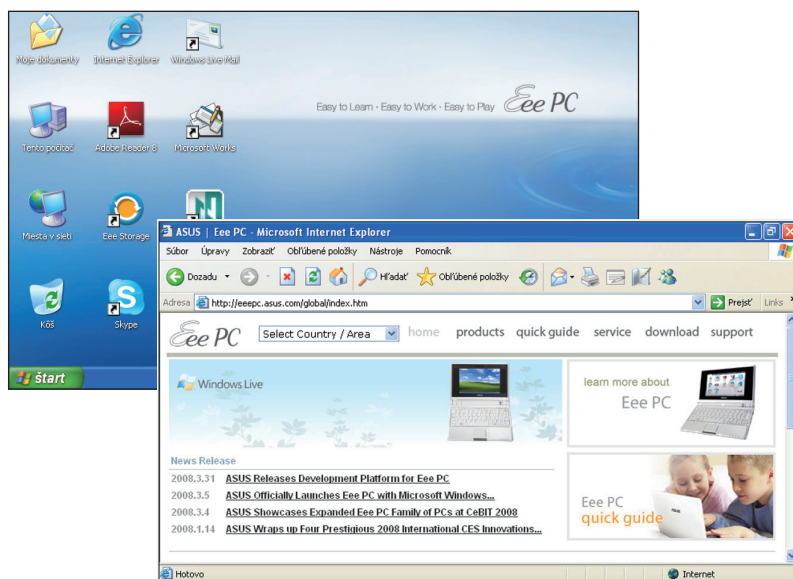 Moje dokumenty Internet Explorer Windows Live Mail
Easy to Learn · Easy to Work · Easy to Play Eee PC
Tento počítač Adobe Reader 8 Microsoft Works
Miesta v sieti Eee Storage
Kôš Skype
štart
ASUS | Eee PC - Microsoft Internet Explorer
Súbor Úpravy Zobraziť Obľúbené položky Nástroje Pomocník
Dozadu Hľadať Obľúbené položky
Adresa http://eeepc.asus.com/global/index.htm Prejsť Links
Eee PC Select Country / Area home products quick guide service download support
Windows Live
learn more about
Eee PC
News Release
2008.3.31 ASUS Releases Development Platform for Eee PC
2008.3.5 ASUS Officially Launches Eee PC with Microsoft Windows...
2008.3.4 ASUS Showcases Expanded Eee PC Family of PCs at CeBIT 2008
2008.1.14 ASUS Wraps up Four Prestigious 2008 International CES Innovations...
Eee PC
quick guide
Hotovo Internet